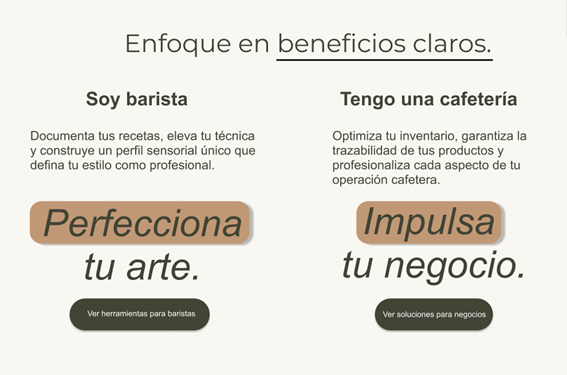 Enfoque en beneficios claros.
Soy barista
Documenta tus recetas, eleva tu técnica
y construye un perfil sensorial único que
defina tu estilo como profesional.
Perfecciona
tu arte.
Ver herramientas para baristas
Tengo una cafetería
Optimiza tu inventario, garantiza la
trazabilidad de tus productos y
profesionaliza cada aspecto de tu
operación cafetera.
Impulsa
tu negocio.
Ver soluciones para negocios